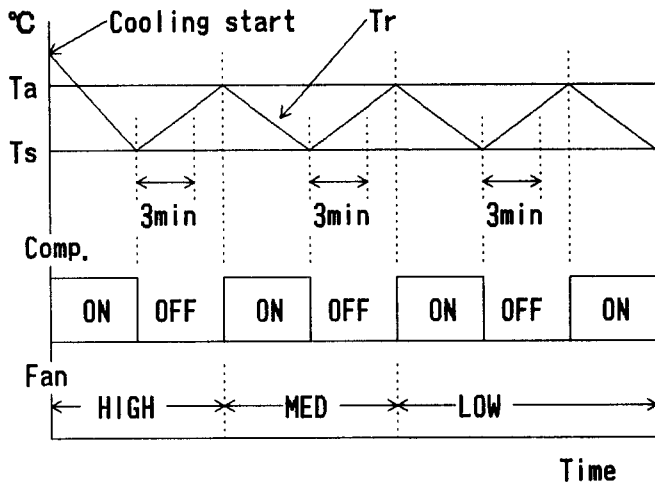 ℃
Cooling start
Tr
Ta
Ts
3min 3min 3min
Comp.
ON OFF ON OFF ON OFF ON
Fan
HIGH MED LOW
Time